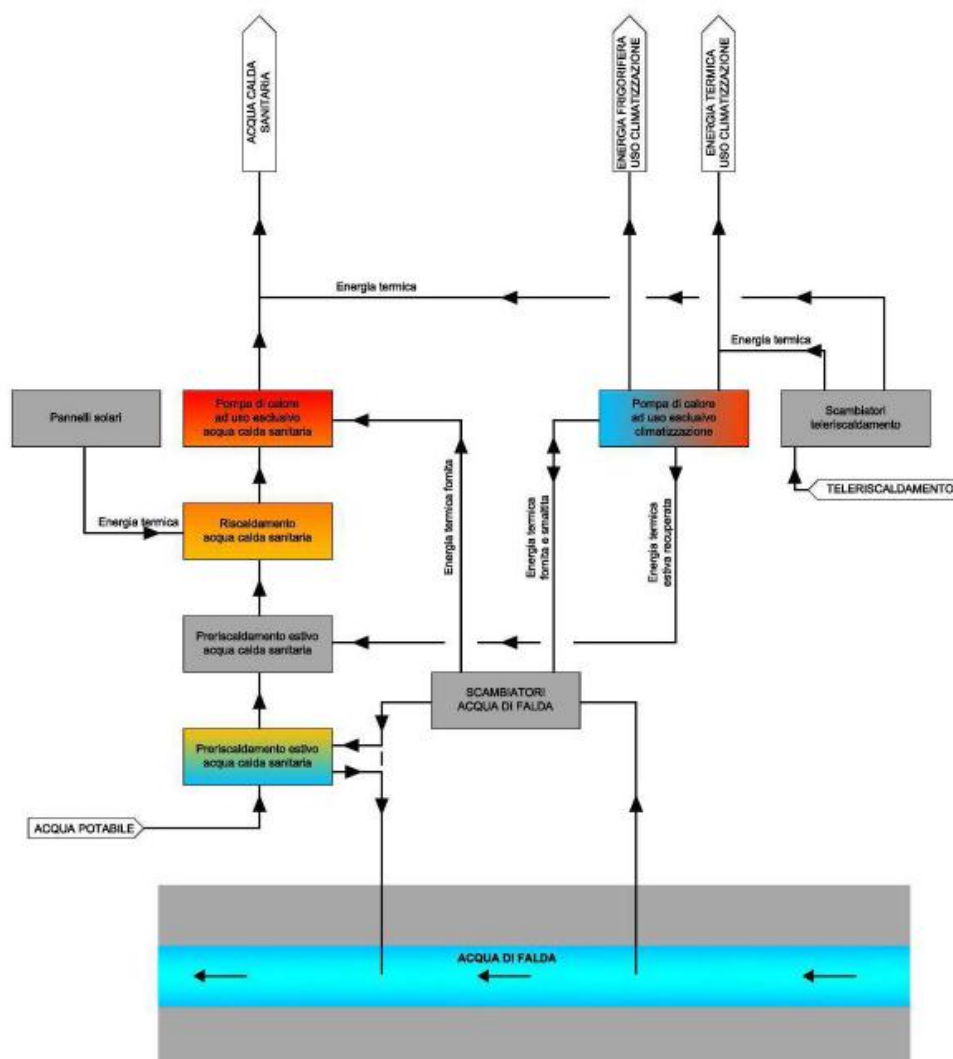 ACQUA CALDA
SANITARIA
ENERGIA FRIGORIFERA
USO CLIMATIZZAZIONE
ENERGIA TERMICA
USO CLIMATIZZAZIONE
Energia termica
Energia termica
Pannelli solari
Pompa di calore
ad uso esclusivo
acqua calda sanitaria
Pompa di calore
ad uso esclusivo
climatizzazione
Scambiatori
teleriscaldamento
TELERISCALDAMENTO
Energia termica
Riscaldamento
acqua calda sanitaria
Energia termica fornita
Energia termica
fornita e smaltita
Energia termica
estiva recuperata
Preriscaldamento estivo
acqua calda sanitaria
SCAMBIATORI
ACQUA DI FALDA
Preriscaldamento estivo
acqua calda sanitaria
ACQUA POTABILE
ACQUA DI FALDA